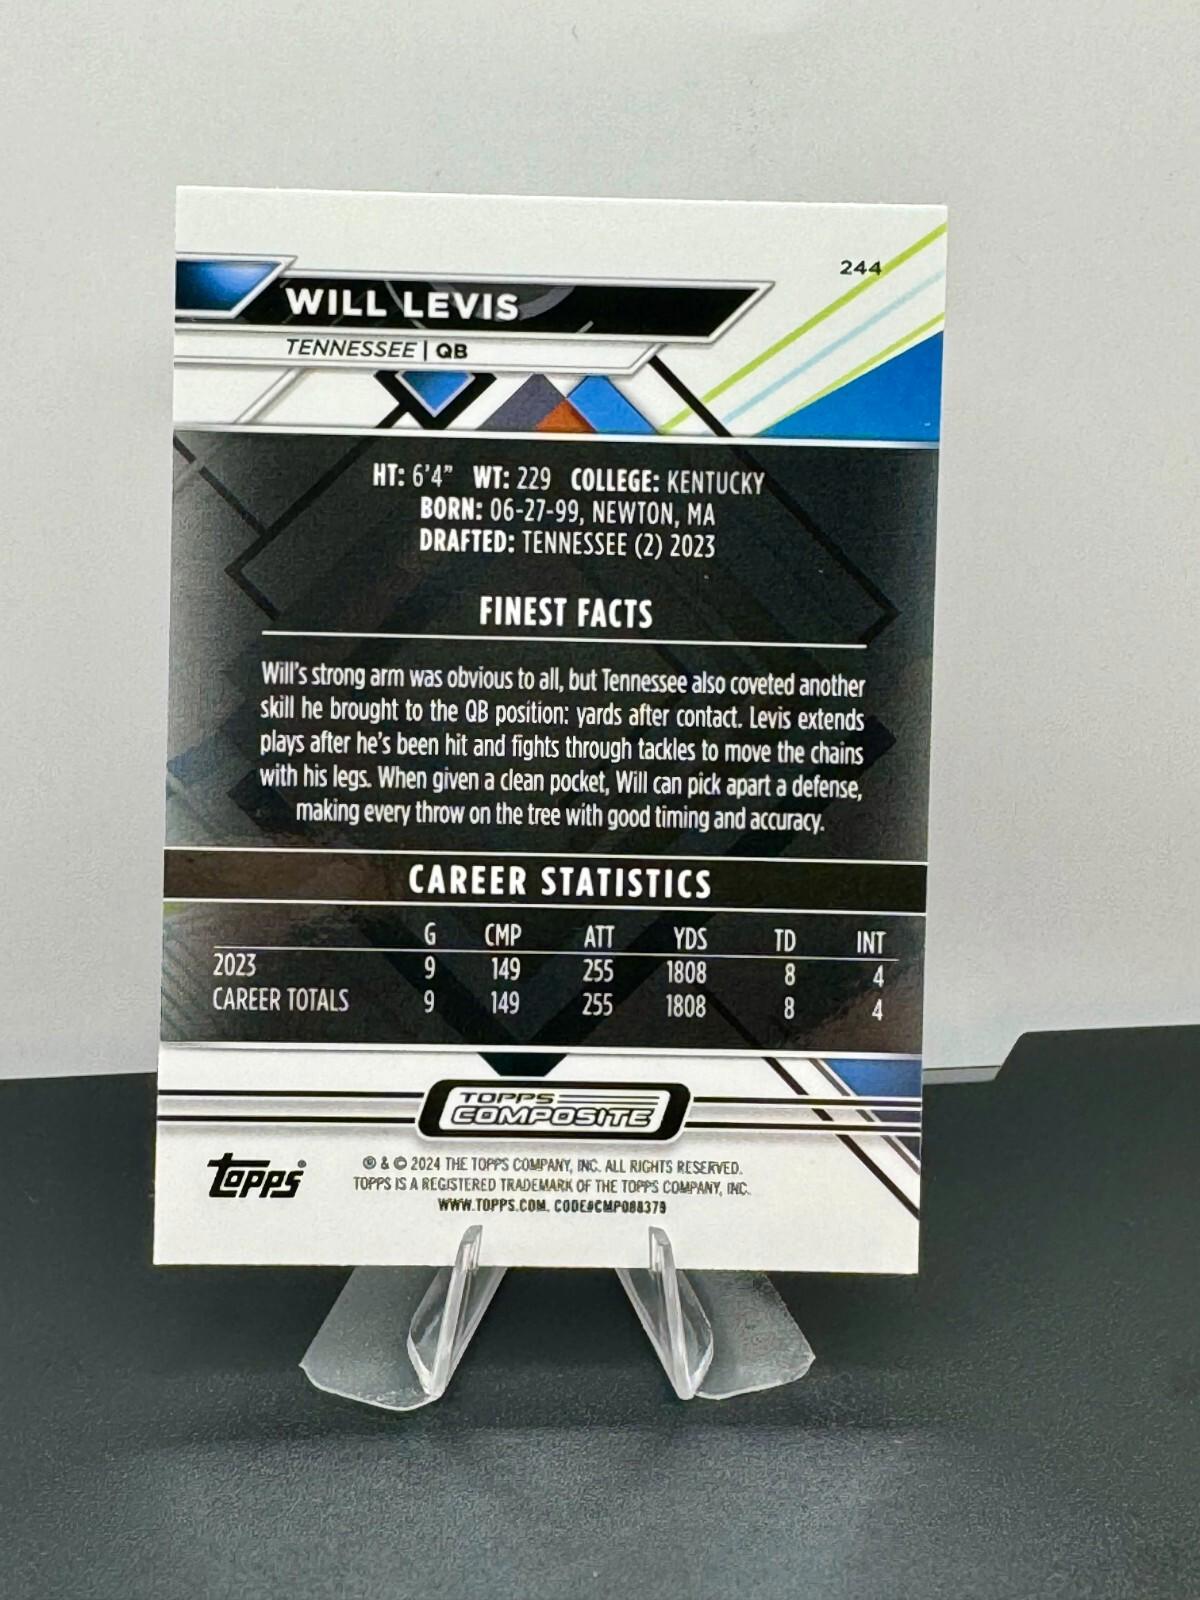 244
WILL LEVIS
TENNESSEE | QB
HT: 6'4" WT: 229 COLLEGE: KENTUCKY
BORN: 06-27-99, NEWTON, MA
DRAFTED: TENNESSEE (2) 2023
FINEST FACTS
Will's strong arm was obvious to all, but Tennessee also coveted another
skill he brought to the QB position: yards after contact. Levis extends
plays after he's been hit and fights through tackles to move the chains
with his legs. When given a clean pocket, Will can pick apart a defense,
making every throw on the tree with good timing and accuracy.
CAREER STATISTICS
G CMP ATT YDS TD INT
2023 9 149 255 1808 8 4
CAREER TOTALS 9 149 255 1808 8 4
TOPPS
COMPOSITE
Topps®
® & © 2024 THE TOPPS COMPANY, INC. ALL RIGHTS RESERVED.
TOPPS IS A REGISTERED TRADEMARK OF THE TOPPS COMPANY, INC.
WWW.TOPPS.COM. CODE#CMP088379